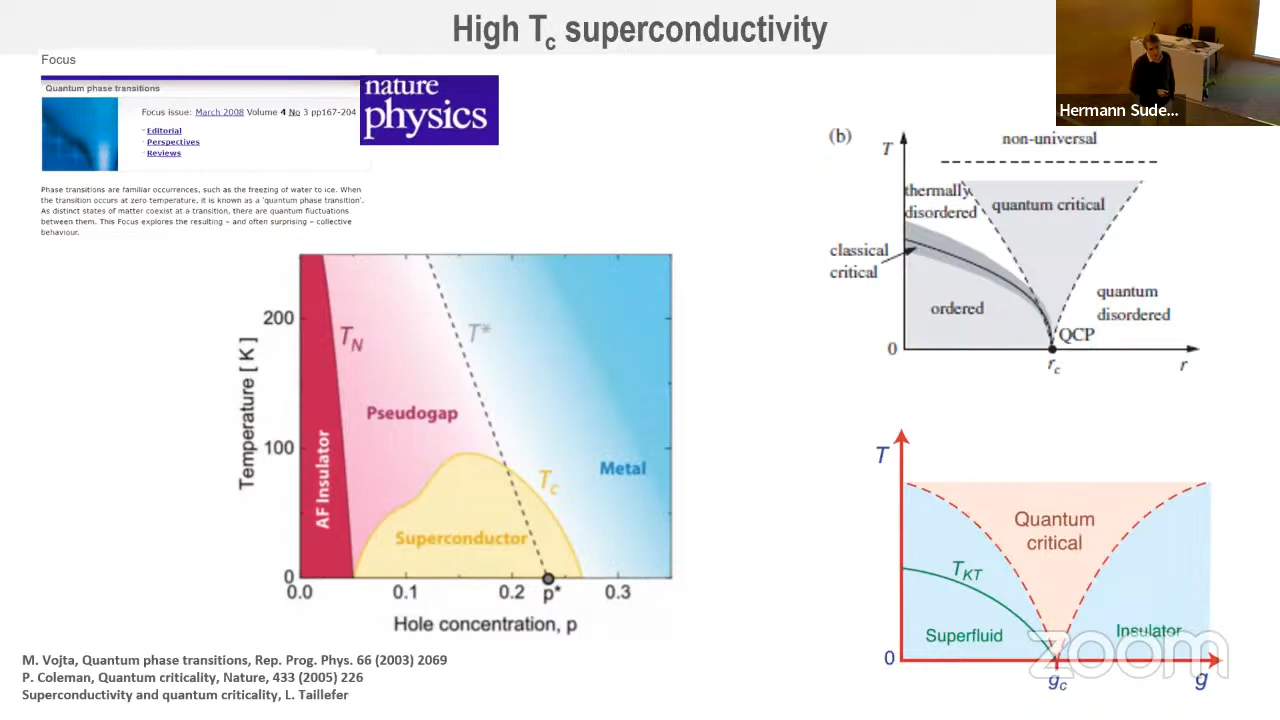 High Tc superconductivity
Focus
Quantum phase transitions
Focus issue: March 2008 Volume 4 No 3 pp167-204
Editorial
Perspectives
Reviews
nature
physics
Phase transitions are familiar occurrences, such as the freezing of water to ice. When
the transition occurs at zero temperature, it is known as a 'quantum phase transition'.
As distinct states of matter coexist at a transition, there are quantum fluctuations
between them. This Focus explores the resulting – and often surprising – collective
behaviour.
Hermann Sude...
Temperature [ K ]
200
100
0
TN
T*
Pseudogap
AF Insulator
Tc
Metal
Superconductor
0.0
0.1
0.2
p*
0.3
Hole concentration, p
(b)
T
non-universal
thermally
disordered
quantum critical
classical
critical
ordered
quantum
disordered
QCP
0
rc
r
T
Quantum
critical
TKT
Superfluid
Insulator
0
gc
g
zoom
M. Vojta, Quantum phase transitions, Rep. Prog. Phys. 66 (2003) 2069
P. Coleman, Quantum criticality, Nature, 433 (2005) 226
Superconductivity and quantum criticality, L. Taillefer